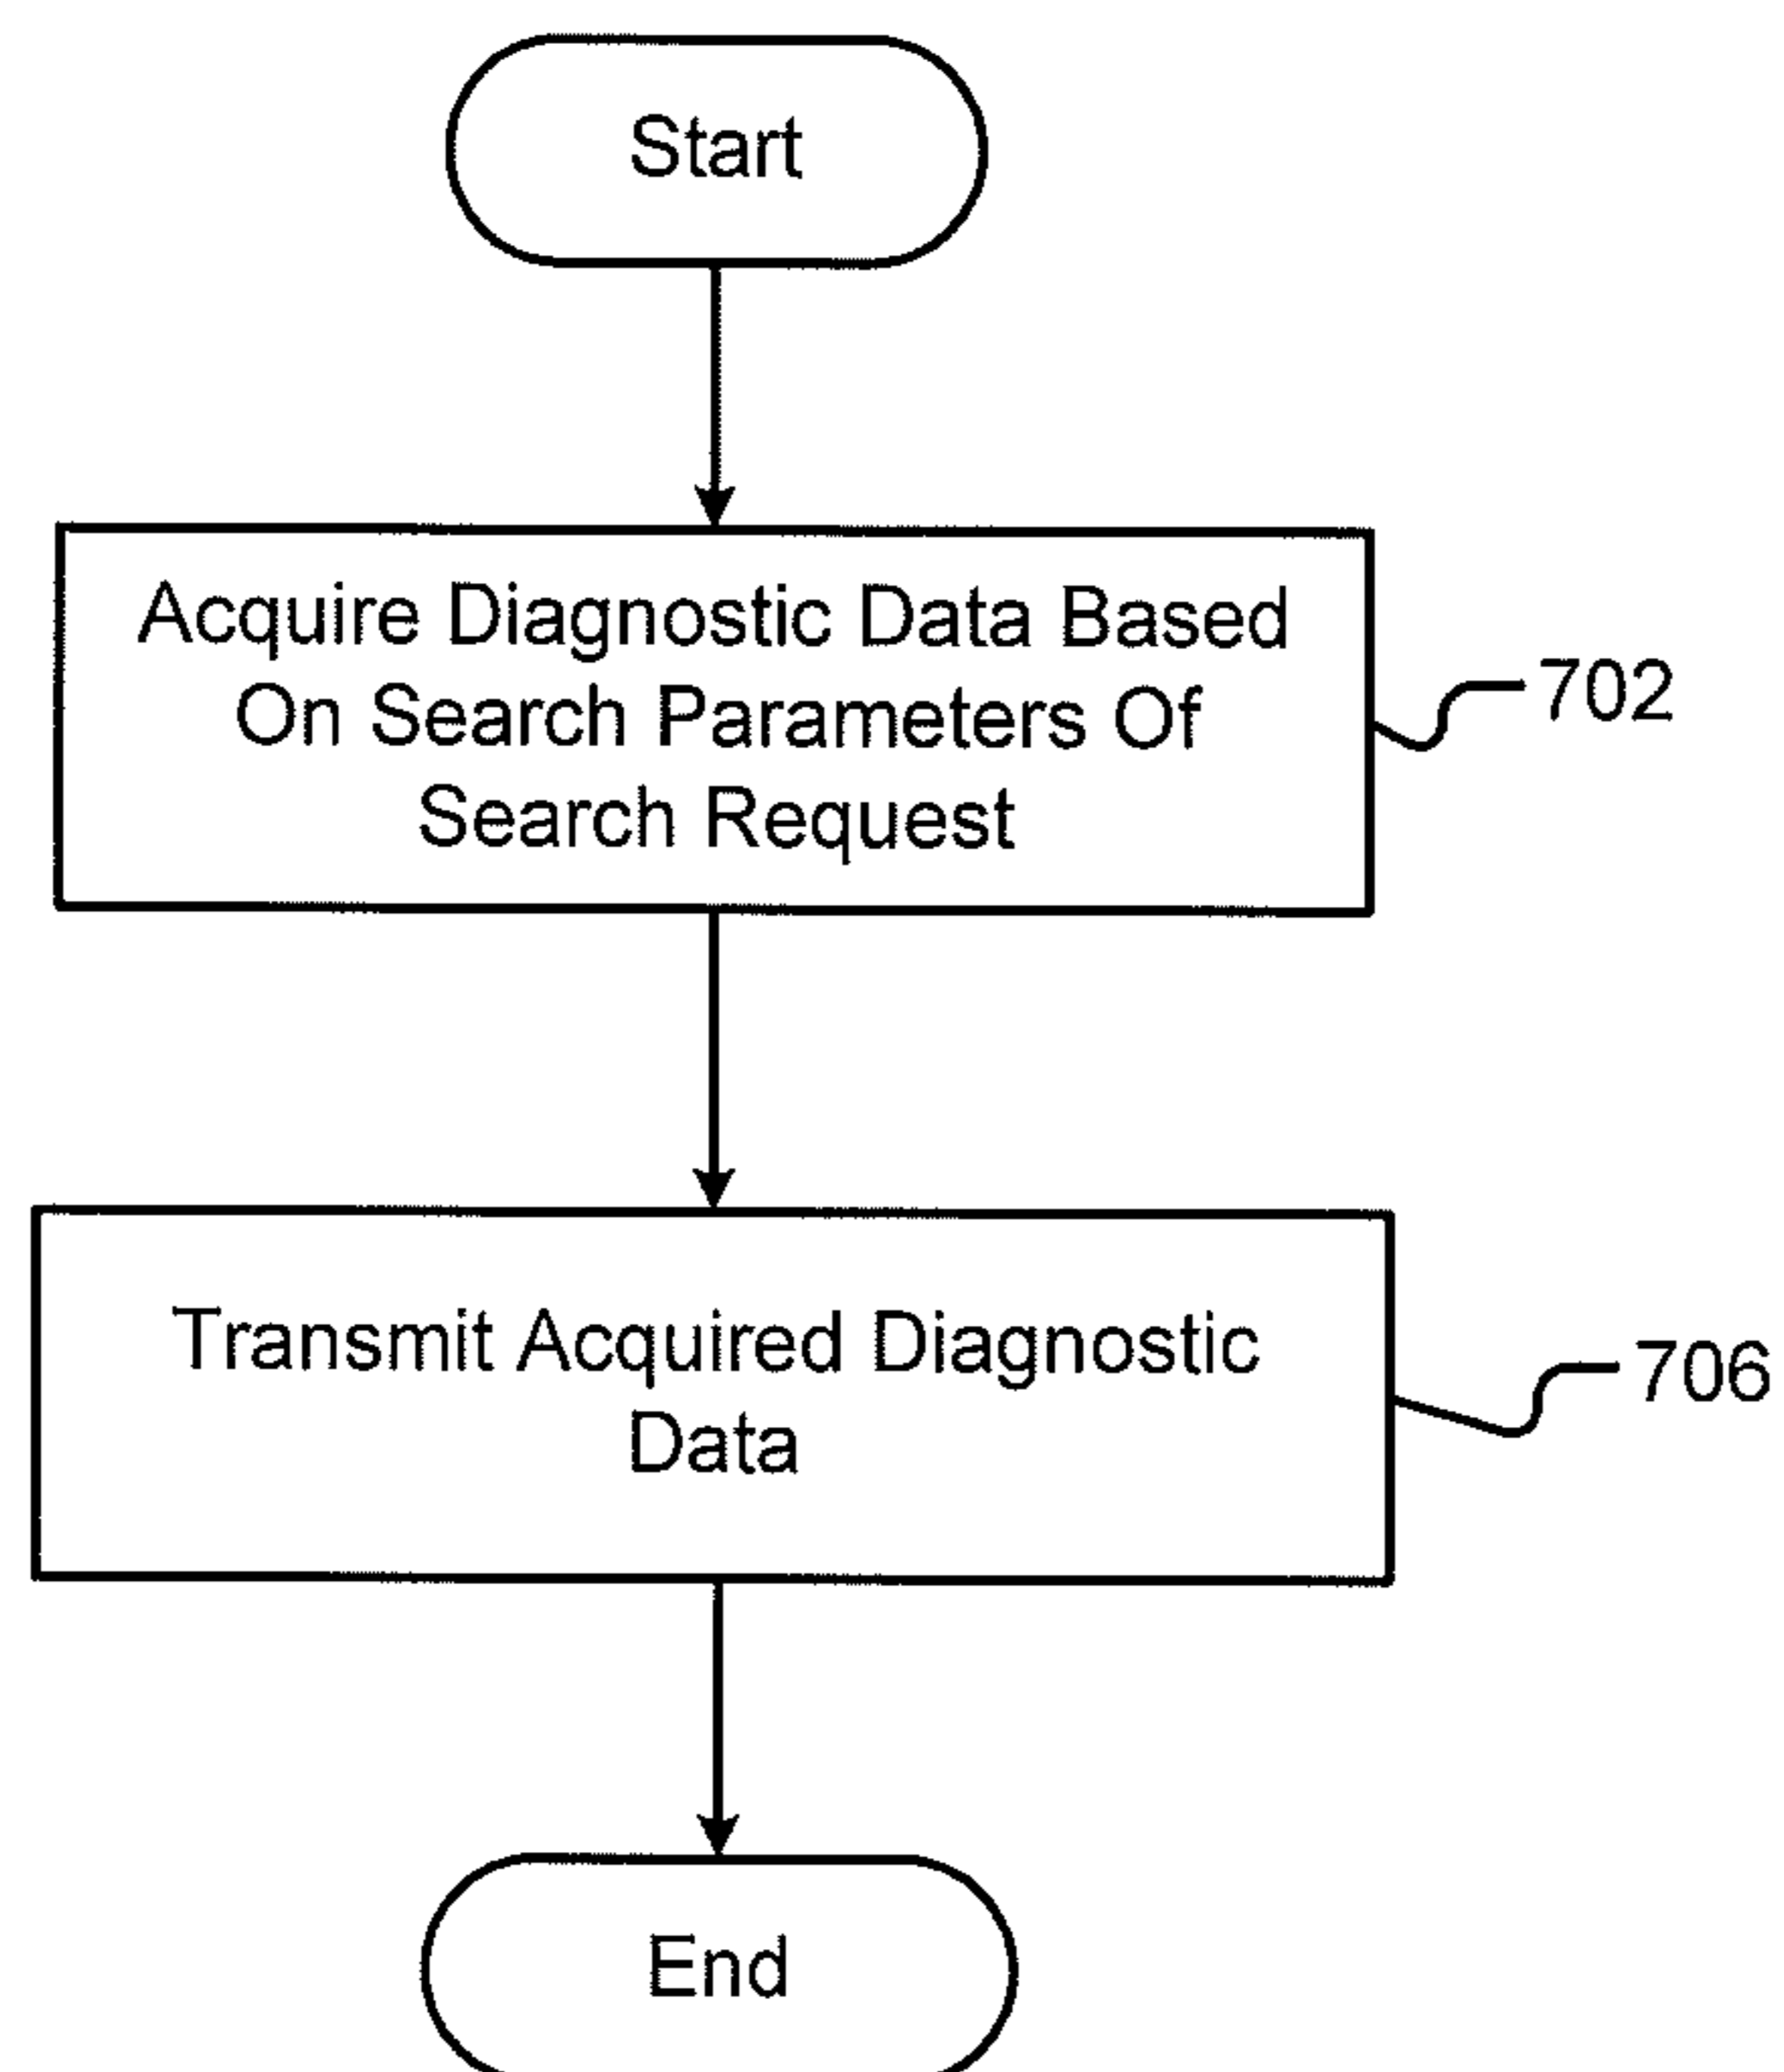 Start
Acquire Diagnostic Data Based
On Search Parameters Of
Search Request
702
Transmit Acquired Diagnostic
Data
706
End